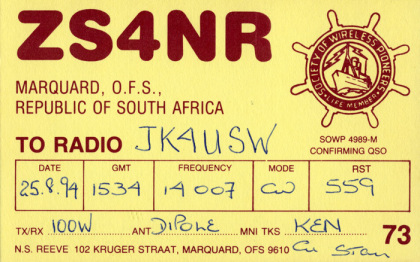 ZS4NR
SOCIETY OF WIRELESS PIONEERS
LIFE MEMBER
MARQUARD, O.F.S.,
REPUBLIC OF SOUTH AFRICA
SOWP 4989-M
CONFIRMING QSO
TO RADIO JK4USW
DATE GMT FREQUENCY MODE RST
25.8.94 1534 14 007 CW 559
TX/RX 100W ANT DIPOLE MNI TKS KEN 73
N.S. REEVE 102 KRUGER STRAAT, MARQUARD, OFS 9610 Cu Stan